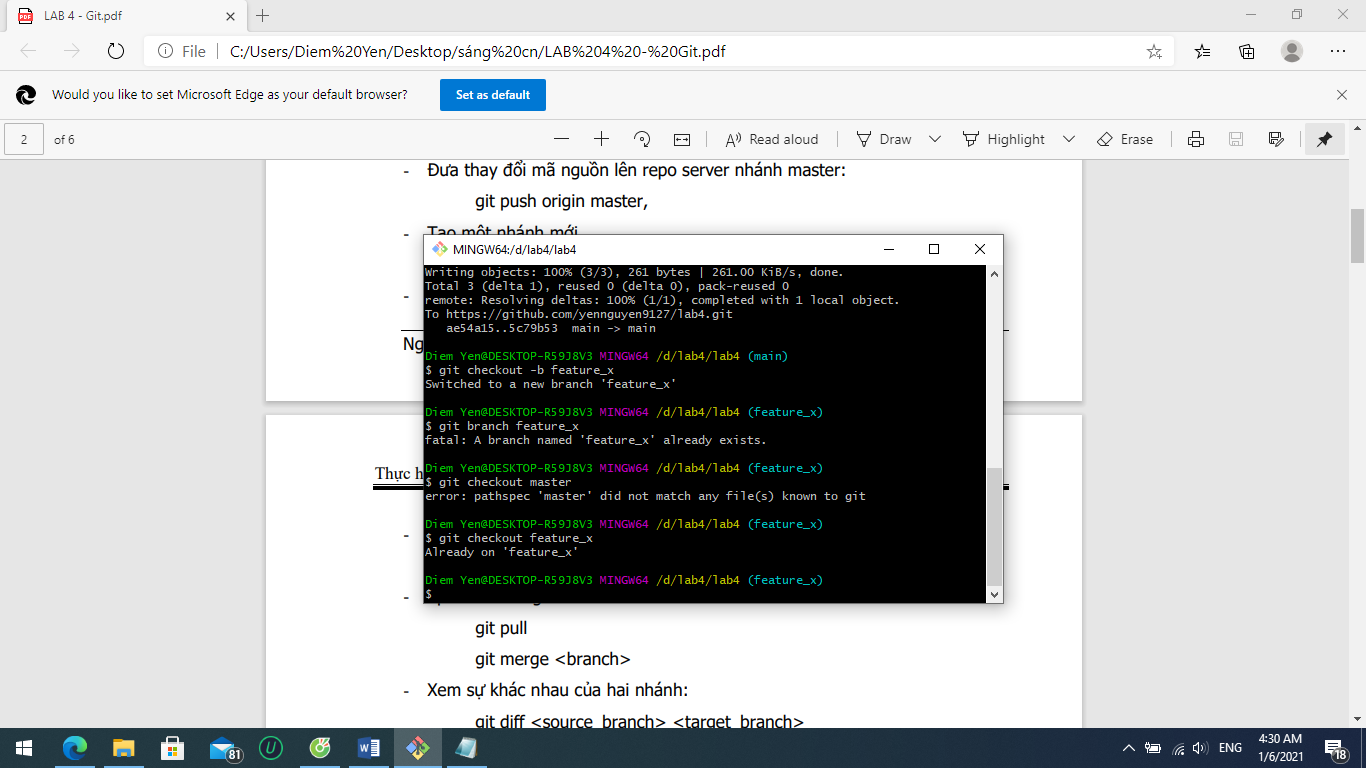 LAB 4 - Git.pdf
File
C:/Users/Diem%20Yen/Desktop/sáng%20cn/LAB%204%20-%20Git.pdf
Would you like to set Microsoft Edge as your default browser?
Set as default
2 of 6
Read aloud
Draw
Highlight
Erase
- Đưa thay đổi mã nguồn lên repo server nhánh master:
git push origin master,
- Tạo một nhánh mới
-
MINGW64:/d/lab4/lab4
Writing objects: 100% (3/3), 261 bytes | 261.00 KiB/s, done.
Total 3 (delta 1), reused 0 (delta 0), pack-reused 0
remote: Resolving deltas: 100% (1/1), completed with 1 local object.
To https://github.com/yennguyen9127/lab4.git
ae54a15..5c79b53 main -> main
Diem Yen@DESKTOP-R59J8V3 MINGW64 /d/lab4/lab4 (main)
$ git checkout -b feature_x
Switched to a new branch 'feature_x'
Diem Yen@DESKTOP-R59J8V3 MINGW64 /d/lab4/lab4 (feature_x)
$ git branch feature_x
fatal: A branch named 'feature_x' already exists.
Diem Yen@DESKTOP-R59J8V3 MINGW64 /d/lab4/lab4 (feature_x)
$ git checkout master
error: pathspec 'master' did not match any file(s) known to git
Diem Yen@DESKTOP-R59J8V3 MINGW64 /d/lab4/lab4 (feature_x)
$ git checkout feature_x
Already on 'feature_x'
Diem Yen@DESKTOP-R59J8V3 MINGW64 /d/lab4/lab4 (feature_x)
$
Ng
Thực h
-
-
git pull
git merge <branch>
- Xem sự khác nhau của hai nhánh:
git diff <source_branch> <target_branch>
81
ENG
4:30 AM
1/6/2021
18